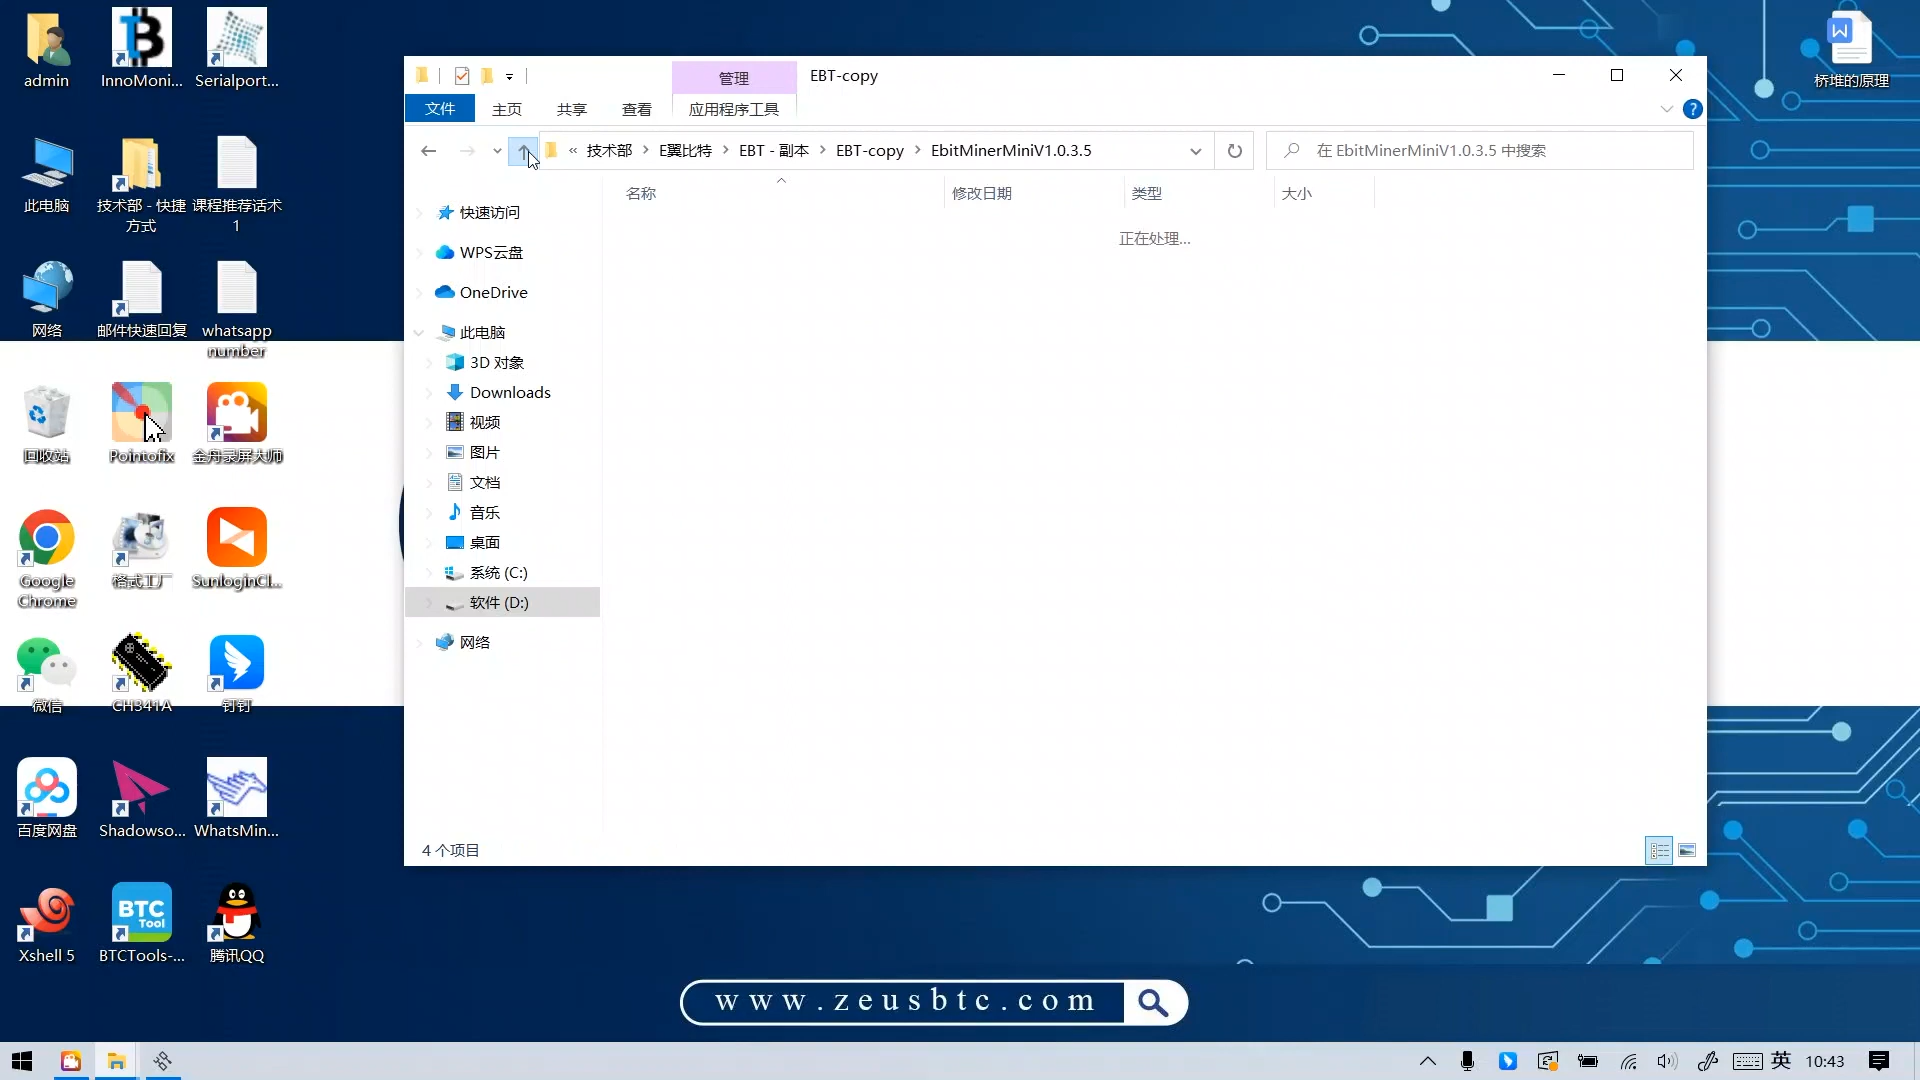 admin
InnoMoni...
Serialport...
此电脑
技术部 - 快捷
方式
课程推荐话术
1
网络
邮件快速回复
whatsapp
number
回收站
Pointofix
金舟录屏大师
Google
Chrome
格式工厂
SunloginCl...
微信
CH341A
钉钉
百度网盘
Shadowso...
WhatsMin...
Xshell 5
BTC
Tool
BTCTools-...
腾讯QQ
W
桥堆的原理
管理
EBT-copy
文件
主页
共享
查看
应用程序工具
?
« 技术部 › E翼比特 › EBT - 副本 › EBT-copy › EbitMinerMiniV1.0.3.5
在 EbitMinerMiniV1.0.3.5 中搜索
名称
修改日期
类型
大小
正在处理...
快速访问
WPS云盘
OneDrive
此电脑
3D 对象
Downloads
视频
图片
文档
音乐
桌面
系统 (C:)
软件 (D:)
网络
4 个项目
www.zeusbtc.com
英
10:43